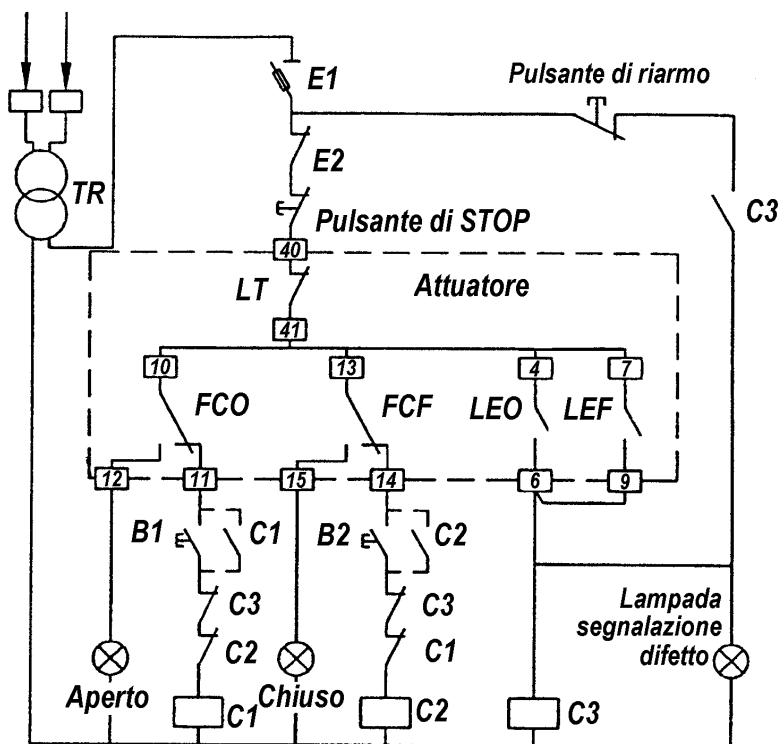 E1
Pulsante di riarmo
E2
TR
Pulsante di STOP
C3
40
LT
Attuatore
41
10
13
4
7
FCO
FCF
LEO
LEF
12
11
15
14
6
9
B1
C1
B2
C2
C3
C3
C2
C1
Lampada
segnalazione
difetto
Aperto
Chiuso
C1
C2
C3